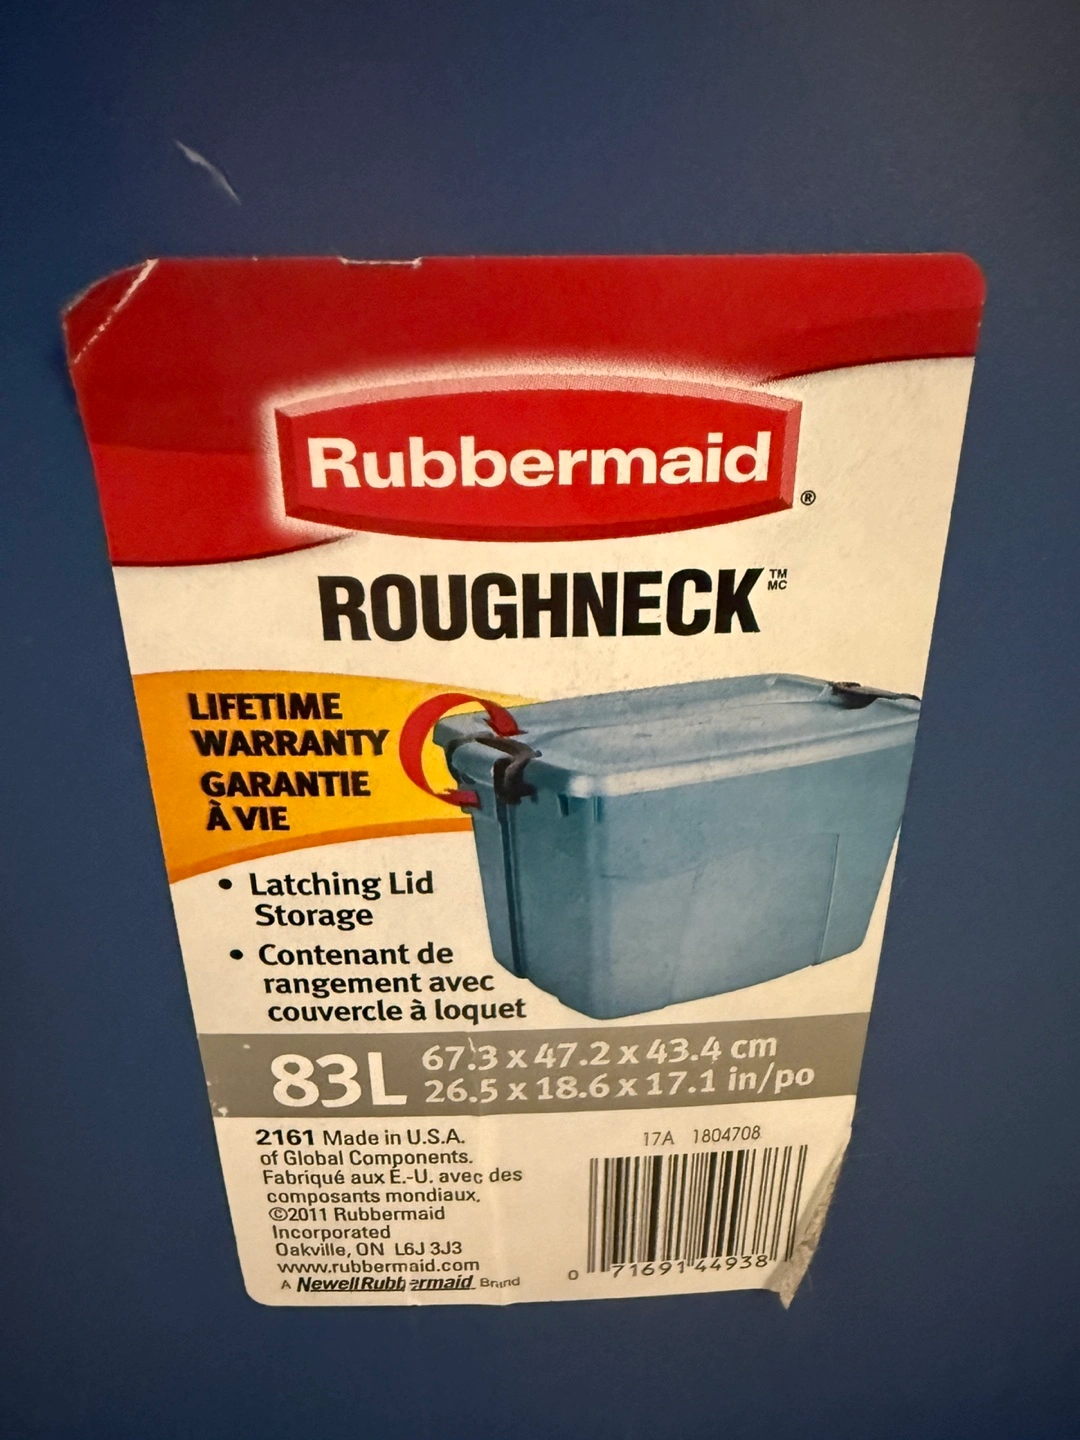 Rubbermaid®
ROUGHNECK™ MC
LIFETIME
WARRANTY
GARANTIE
À VIE
• Latching Lid
Storage
• Contenant de
rangement avec
couvercle à loquet
83L
67.3 x 47.2 x 43.4 cm
26.5 x 18.6 x 17.1 in/po
2161 Made in U.S.A.
of Global Components.
Fabriqué aux É.-U. avec des
composants mondiaux.
©2011 Rubbermaid
Incorporated
Oakville, ON L6J 3J3
www.rubbermaid.com
A NewellRubbermaid Brand
17A 1804708
0 71691 44938